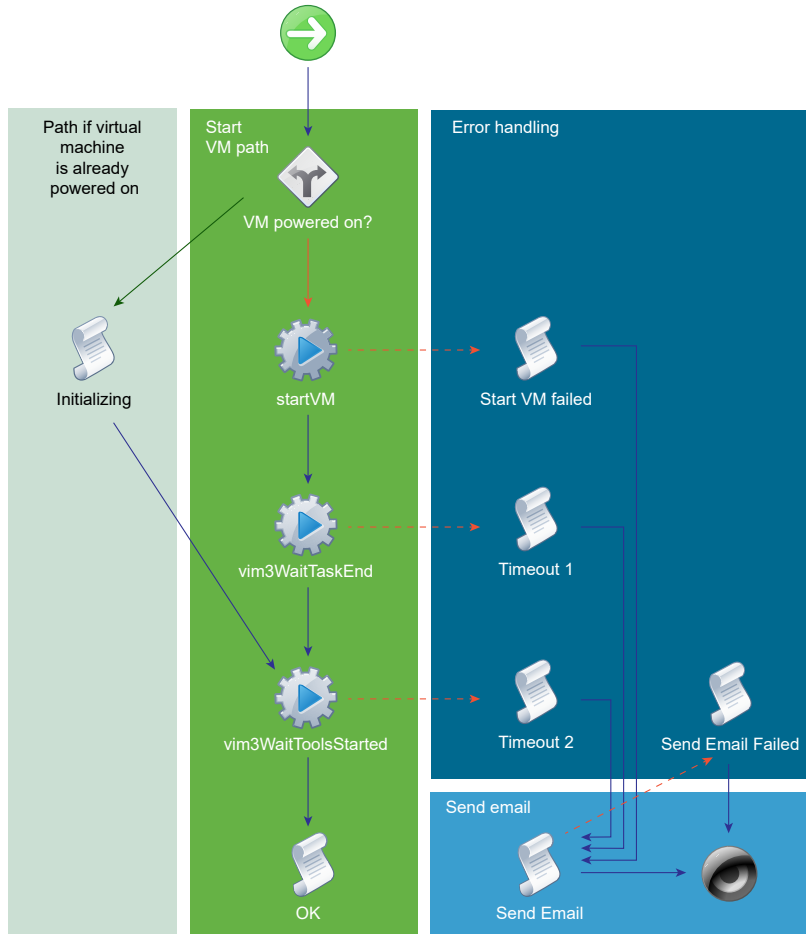 Path if virtual
machine
is already
powered on
Start
VM path
Error handling
VM powered on?
Initializing
startVM
Start VM failed
vim3WaitTaskEnd
Timeout 1
vim3WaitToolsStarted
Timeout 2
Send Email Failed
Send email
OK
Send Email